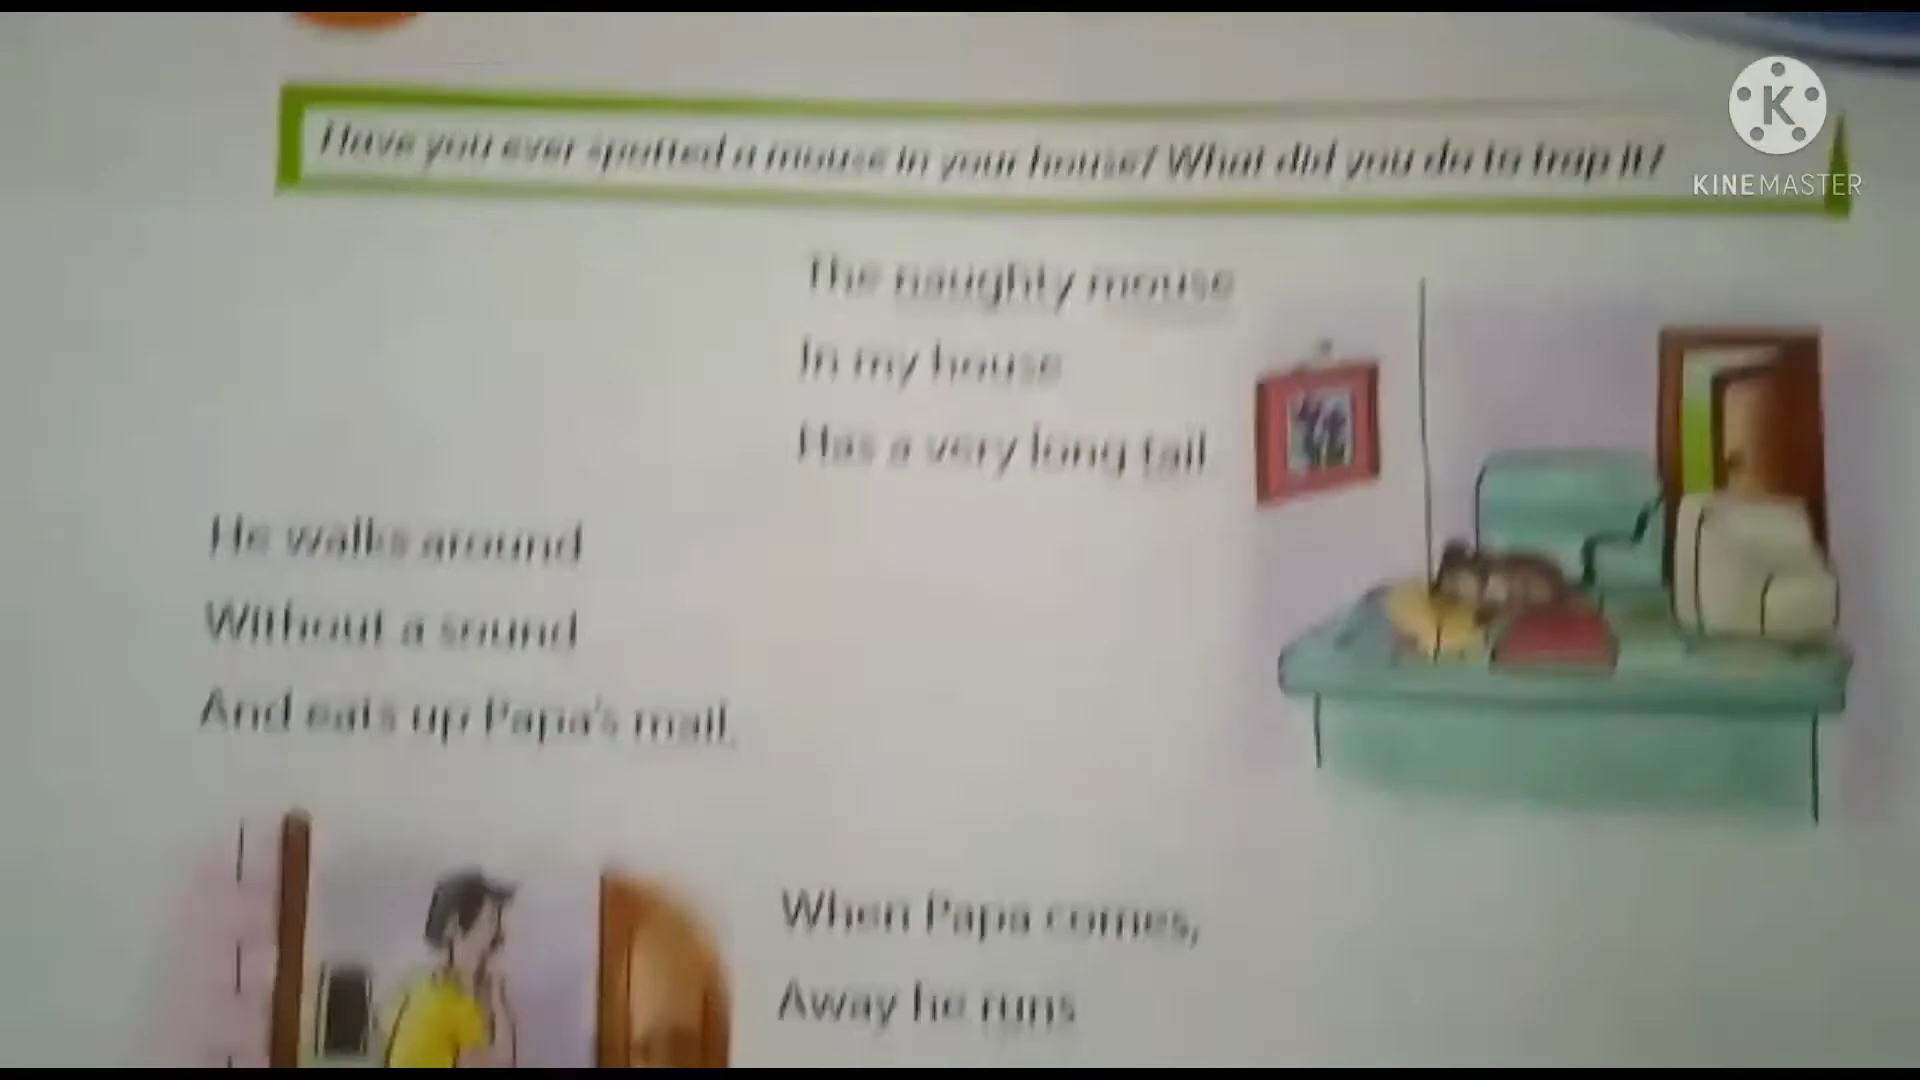 Have you ever spotted a mouse in your house? What did you do to trap it?
KINEMASTER
The naughty mouse
In my house
Has a very long tail
He walks around
Without a sound
And eats up Papa's mail.
When Papa comes,
Away he runs